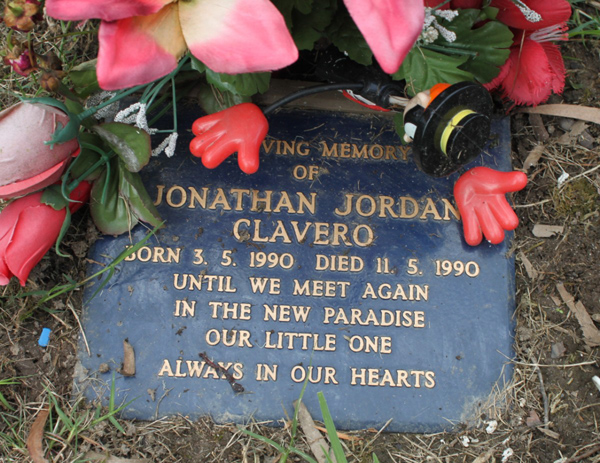 VING MEMORY
OF
JONATHAN JORDAN
CLAVERO
BORN 3. 5. 1990 DIED 11. 5. 1990
UNTIL WE MEET AGAIN
IN THE NEW PARADISE
OUR LITTLE ONE
ALWAYS IN OUR HEARTS